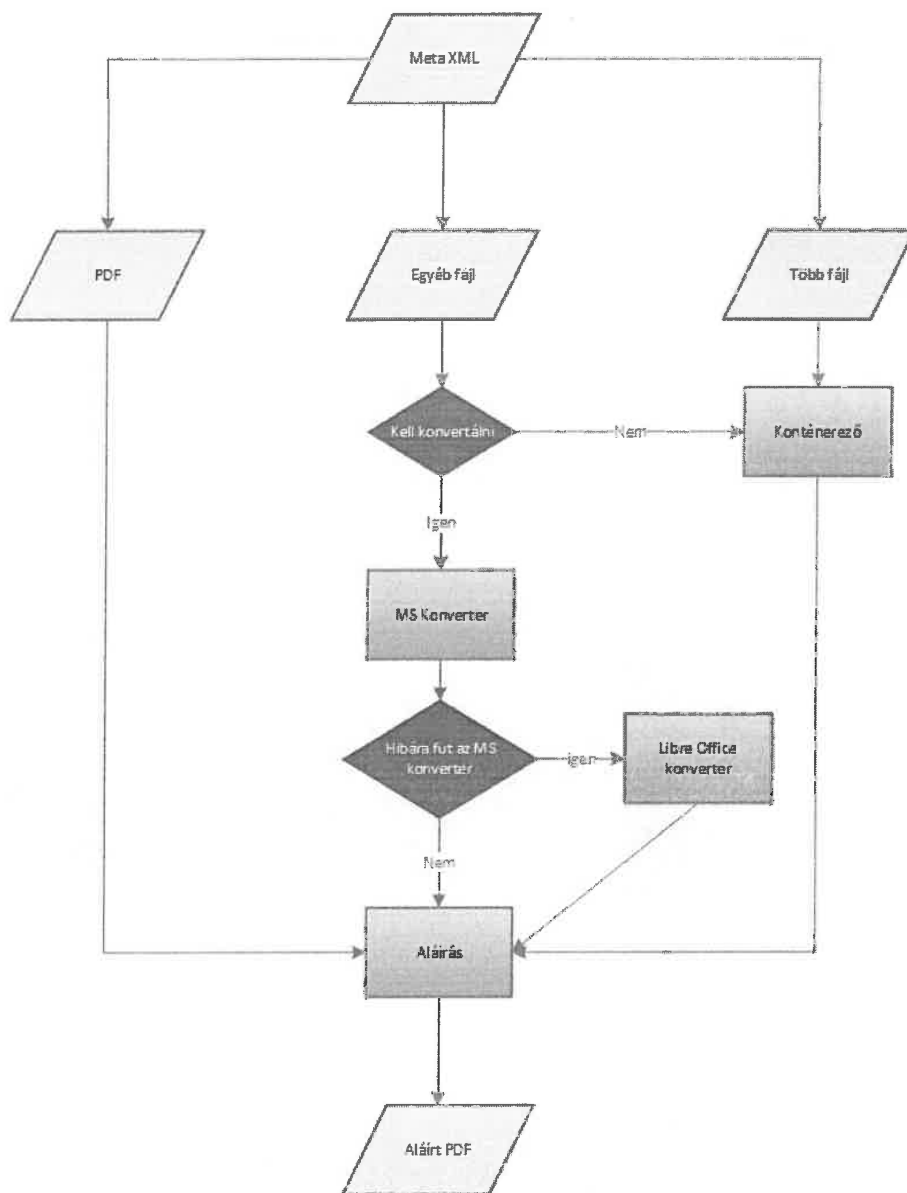 Meta XML
PDF
Egyéb fájl
Több fájl
Kell konvertálni
Nem
Konténerező
Igen
MS Konverter
Hibára fut az MS
konverter
Igen
Libre Office
konverter
Nem
Aláírás
Aláírt PDF